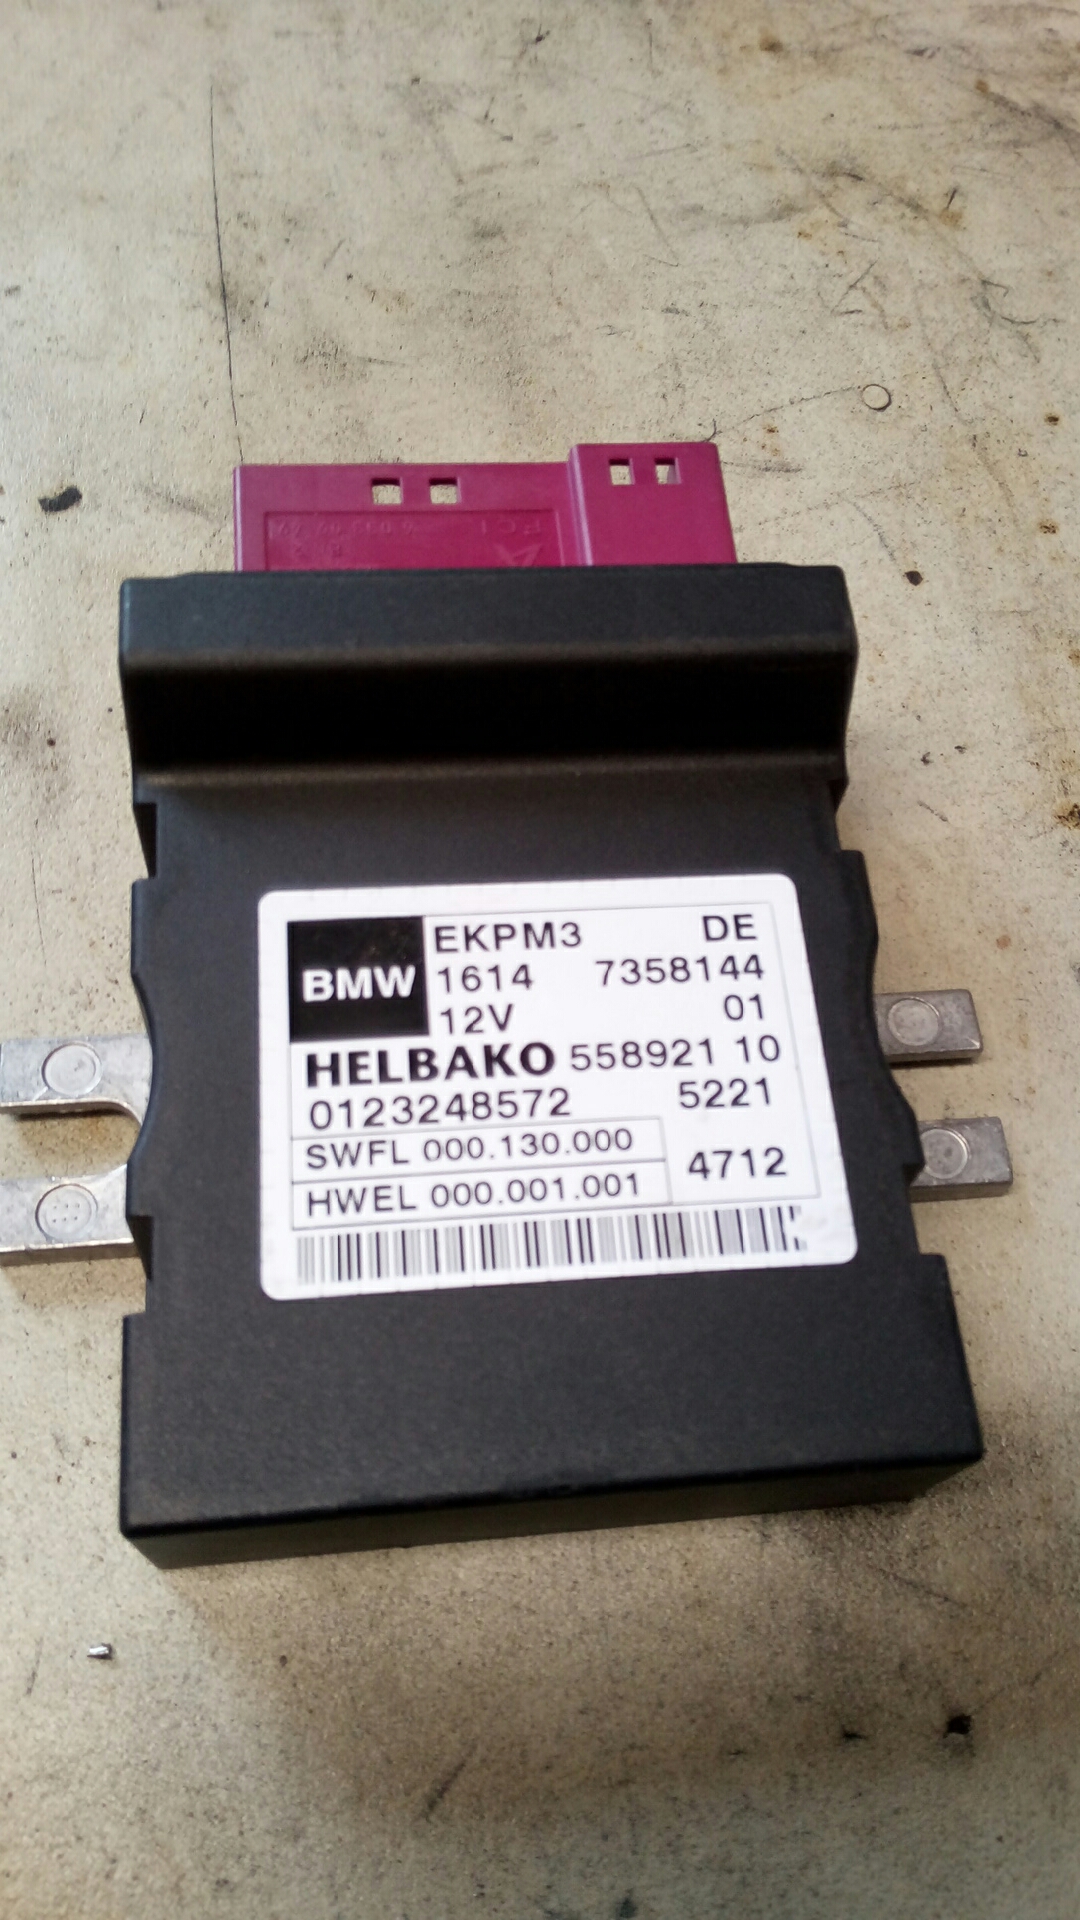 EKPM3 DE
BMW 1614 7358144
12V 01
HELBAKO 558921 10
0123248572 5221
SWFL 000.130.000
4712
HWEL 000.001.001
FCI